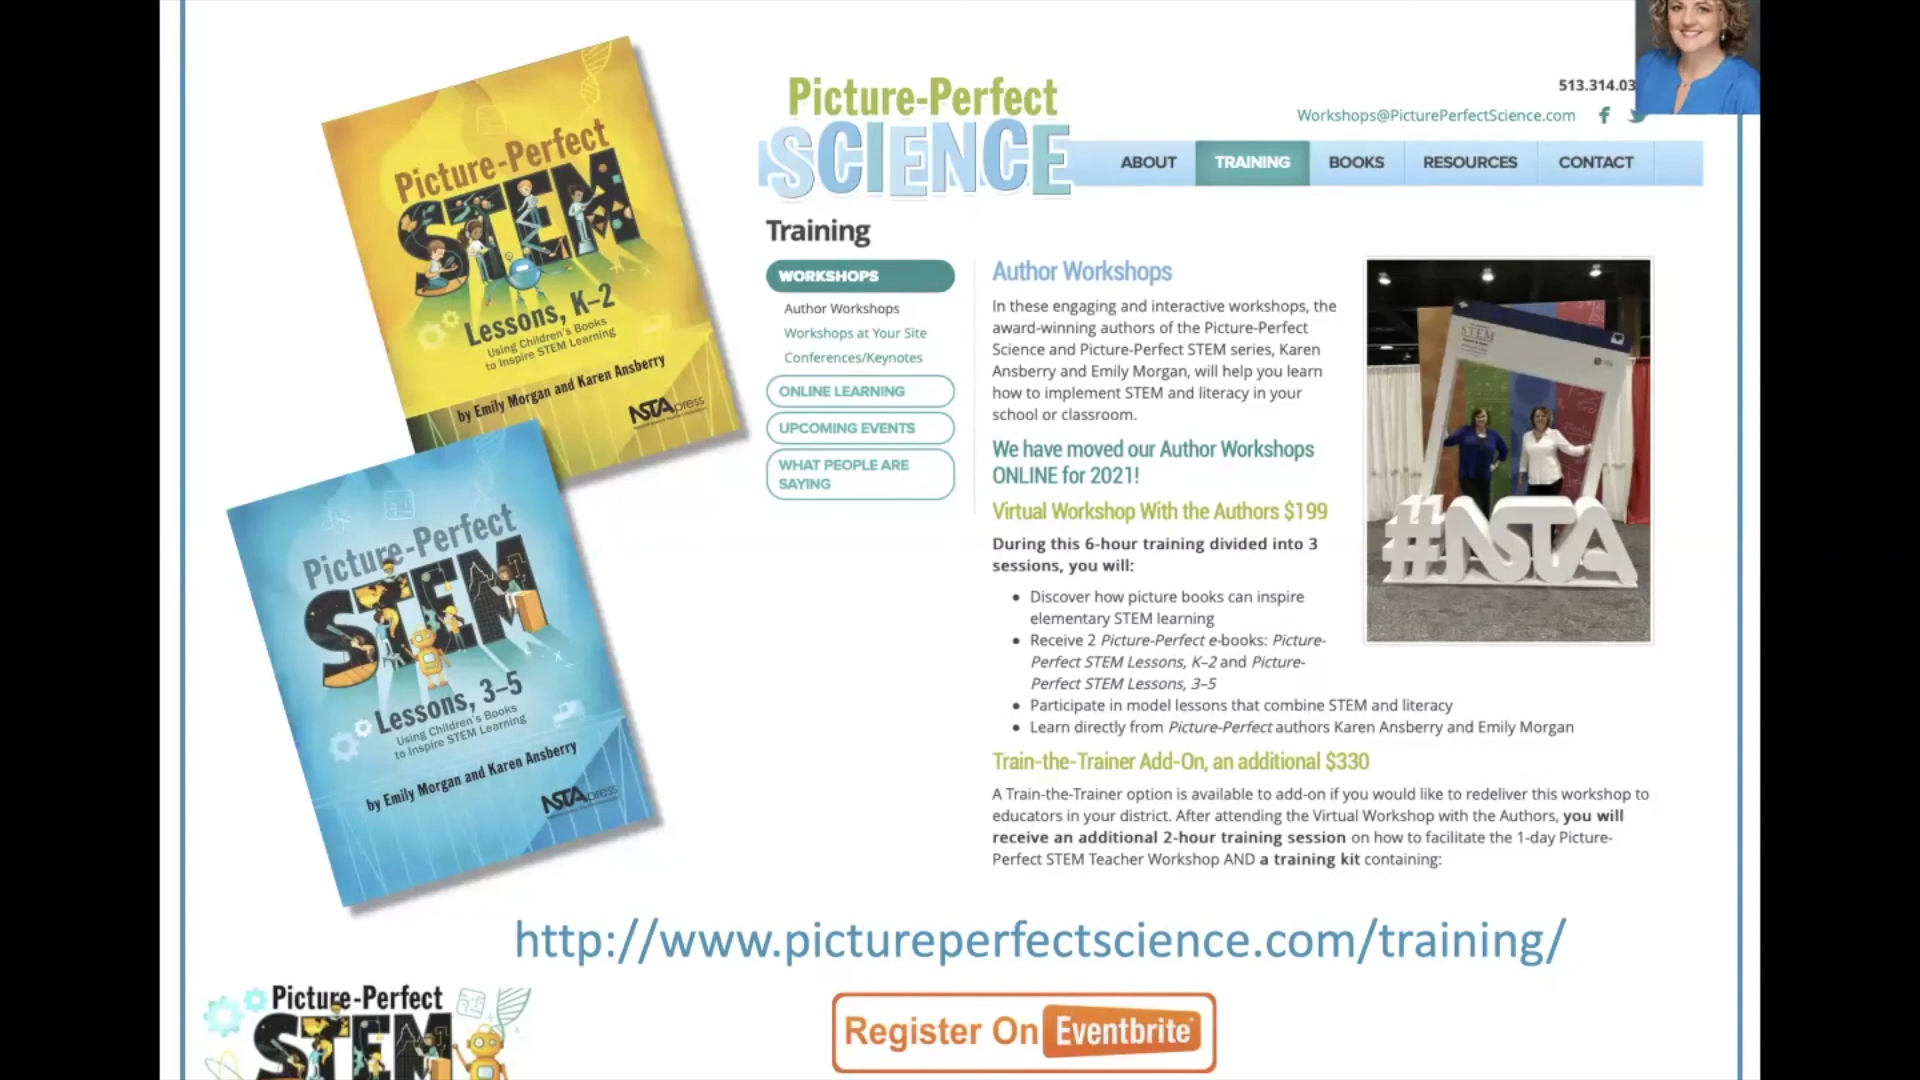 Picture-Perfect
STEM
Lessons, K–2
Using Children's Books
to Inspire STEM Learning
by Emily Morgan and Karen Ansberry
NSTApress
Picture-Perfect
STEM
Lessons, 3–5
Using Children's Books
to Inspire STEM Learning
by Emily Morgan and Karen Ansberry
NSTApress
Picture-Perfect
SCIENCE
513.314.03
Workshops@PicturePerfectScience.com
ABOUT TRAINING BOOKS RESOURCES CONTACT
Training
WORKSHOPS
Author Workshops
Workshops at Your Site
Conferences/Keynotes
ONLINE LEARNING
UPCOMING EVENTS
WHAT PEOPLE ARE
SAYING
Author Workshops
In these engaging and interactive workshops, the
award-winning authors of the Picture-Perfect
Science and Picture-Perfect STEM series, Karen
Ansberry and Emily Morgan, will help you learn
how to implement STEM and literacy in your
school or classroom.
We have moved our Author Workshops
ONLINE for 2021!
Virtual Workshop With the Authors $199
During this 6-hour training divided into 3
sessions, you will:
• Discover how picture books can inspire
elementary STEM learning
• Receive 2 Picture-Perfect e-books: Picture-
Perfect STEM Lessons, K–2 and Picture-
Perfect STEM Lessons, 3–5
• Participate in model lessons that combine STEM and literacy
• Learn directly from Picture-Perfect authors Karen Ansberry and Emily Morgan
Train-the-Trainer Add-On, an additional $330
A Train-the-Trainer option is available to add-on if you would like to redeliver this workshop to
educators in your district. After attending the Virtual Workshop with the Authors, you will
receive an additional 2-hour training session on how to facilitate the 1-day Picture-
Perfect STEM Teacher Workshop AND a training kit containing:
STEM
#NSTA
http://www.pictureperfectscience.com/training/
Picture-Perfect
STEM
Register On Eventbrite